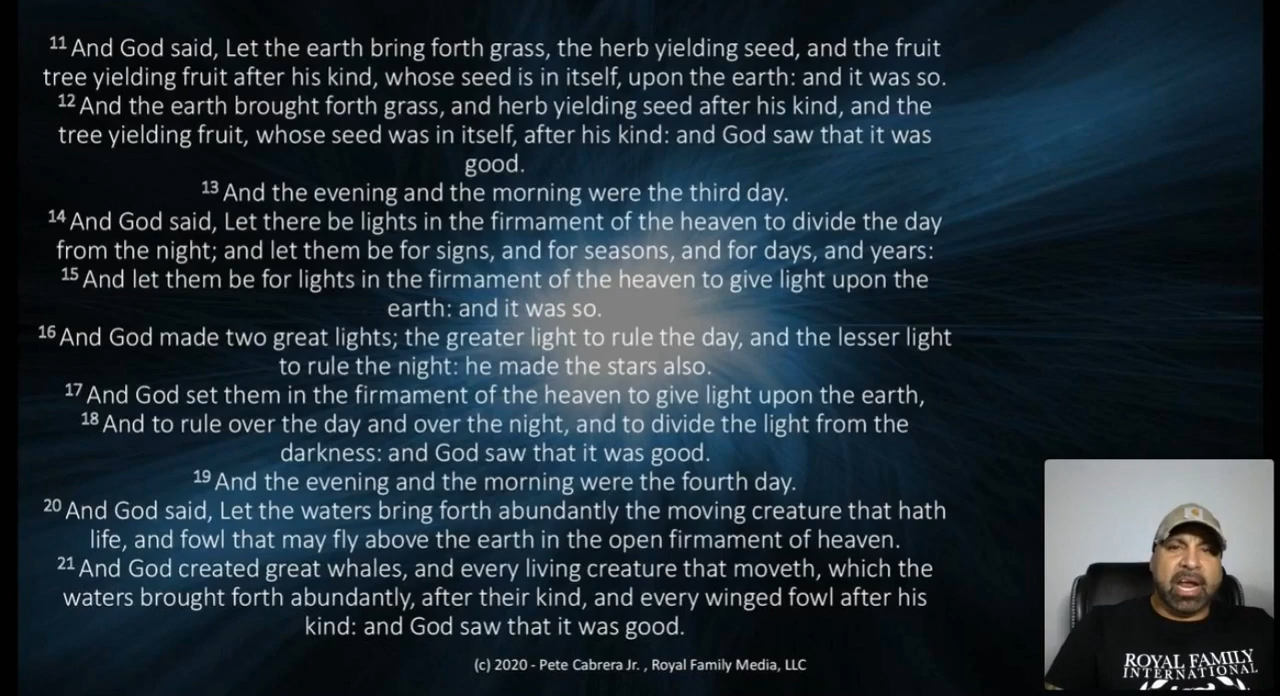 11 And God said, Let the earth bring forth grass, the herb yielding seed, and the fruit
tree yielding fruit after his kind, whose seed is in itself, upon the earth: and it was so.
12 And the earth brought forth grass, and herb yielding seed after his kind, and the
tree yielding fruit, whose seed was in itself, after his kind: and God saw that it was
good.
13 And the evening and the morning were the third day.
14 And God said, Let there be lights in the firmament of the heaven to divide the day
from the night; and let them be for signs, and for seasons, and for days, and years:
15 And let them be for lights in the firmament of the heaven to give light upon the
earth: and it was so.
16 And God made two great lights; the greater light to rule the day, and the lesser light
to rule the night: he made the stars also.
17 And God set them in the firmament of the heaven to give light upon the earth,
18 And to rule over the day and over the night, and to divide the light from the
darkness: and God saw that it was good.
19 And the evening and the morning were the fourth day.
20 And God said, Let the waters bring forth abundantly the moving creature that hath
life, and fowl that may fly above the earth in the open firmament of heaven.
21 And God created great whales, and every living creature that moveth, which the
waters brought forth abundantly, after their kind, and every winged fowl after his
kind: and God saw that it was good.
(c) 2020 - Pete Cabrera Jr. , Royal Family Media, LLC
ROYAL FAMILY
INTERNATIONAL